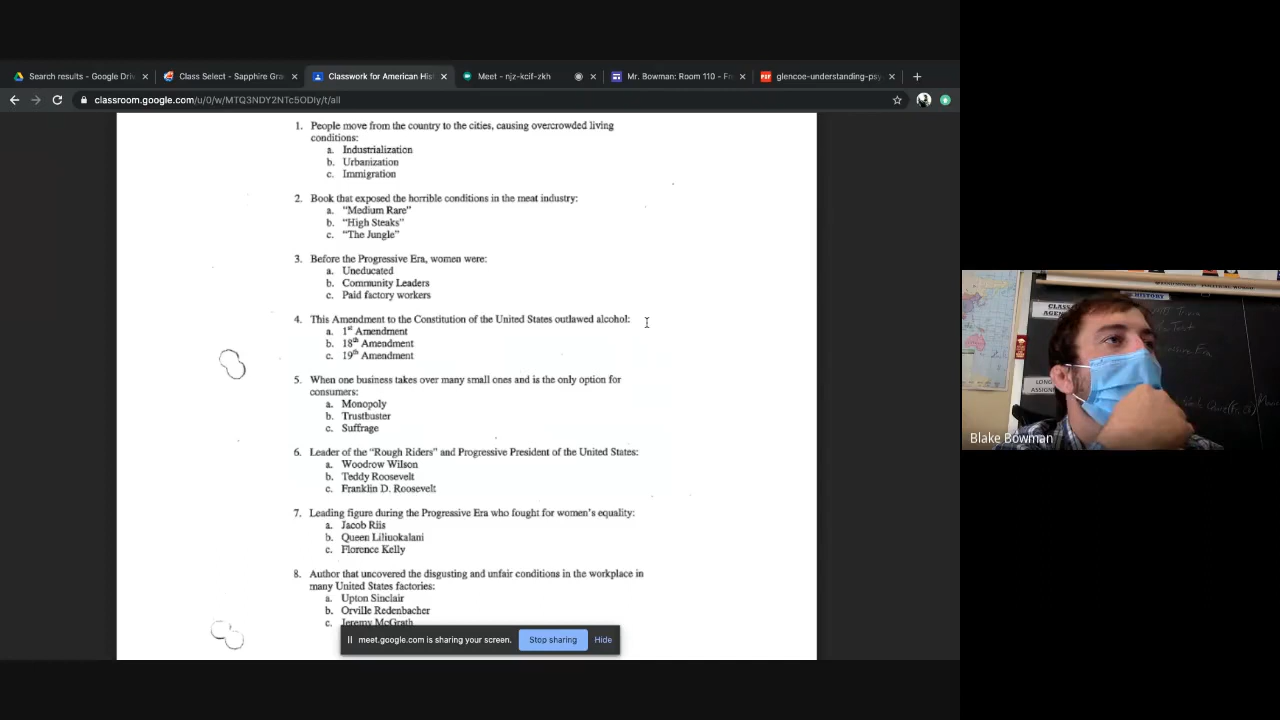 Search results - Google Driv
Class Select - Sapphire Gra
Classwork for American His
Meet - njz-kcif-zkh
Mr. Bowman: Room 110 - Fr
PDF
glencoe-understanding-psy
classroom.google.com/u/0/w/MTQ3NDY2NTc5ODIy/t/all
1. People move from the country to the cities, causing overcrowded living
conditions:
a. Industrialization
b. Urbanization
c. Immigration
2. Book that exposed the horrible conditions in the meat industry:
a. "Medium Rare"
b. "High Steaks"
c. "The Jungle"
3. Before the Progressive Era, women were:
a. Uneducated
b. Community Leaders
c. Paid factory workers
4. This Amendment to the Constitution of the United States outlawed alcohol:
a. 1st Amendment
b. 18th Amendment
c. 19th Amendment
5. When one business takes over many small ones and is the only option for
consumers:
a. Monopoly
b. Trustbuster
c. Suffrage
6. Leader of the "Rough Riders" and Progressive President of the United States:
a. Woodrow Wilson
b. Teddy Roosevelt
c. Franklin D. Roosevelt
7. Leading figure during the Progressive Era who fought for women's equality:
a. Jacob Riis
b. Queen Liliuokalani
c. Florence Kelly
8. Author that uncovered the disgusting and unfair conditions in the workplace in
many United States factories:
a. Upton Sinclair
b. Orville Redenbacher
c. Jeremy McGrath
meet.google.com is sharing your screen.
Stop sharing
Hide
HISTORY
CLASS
AGEN
LONG
ASSIGN
Blake Bowman